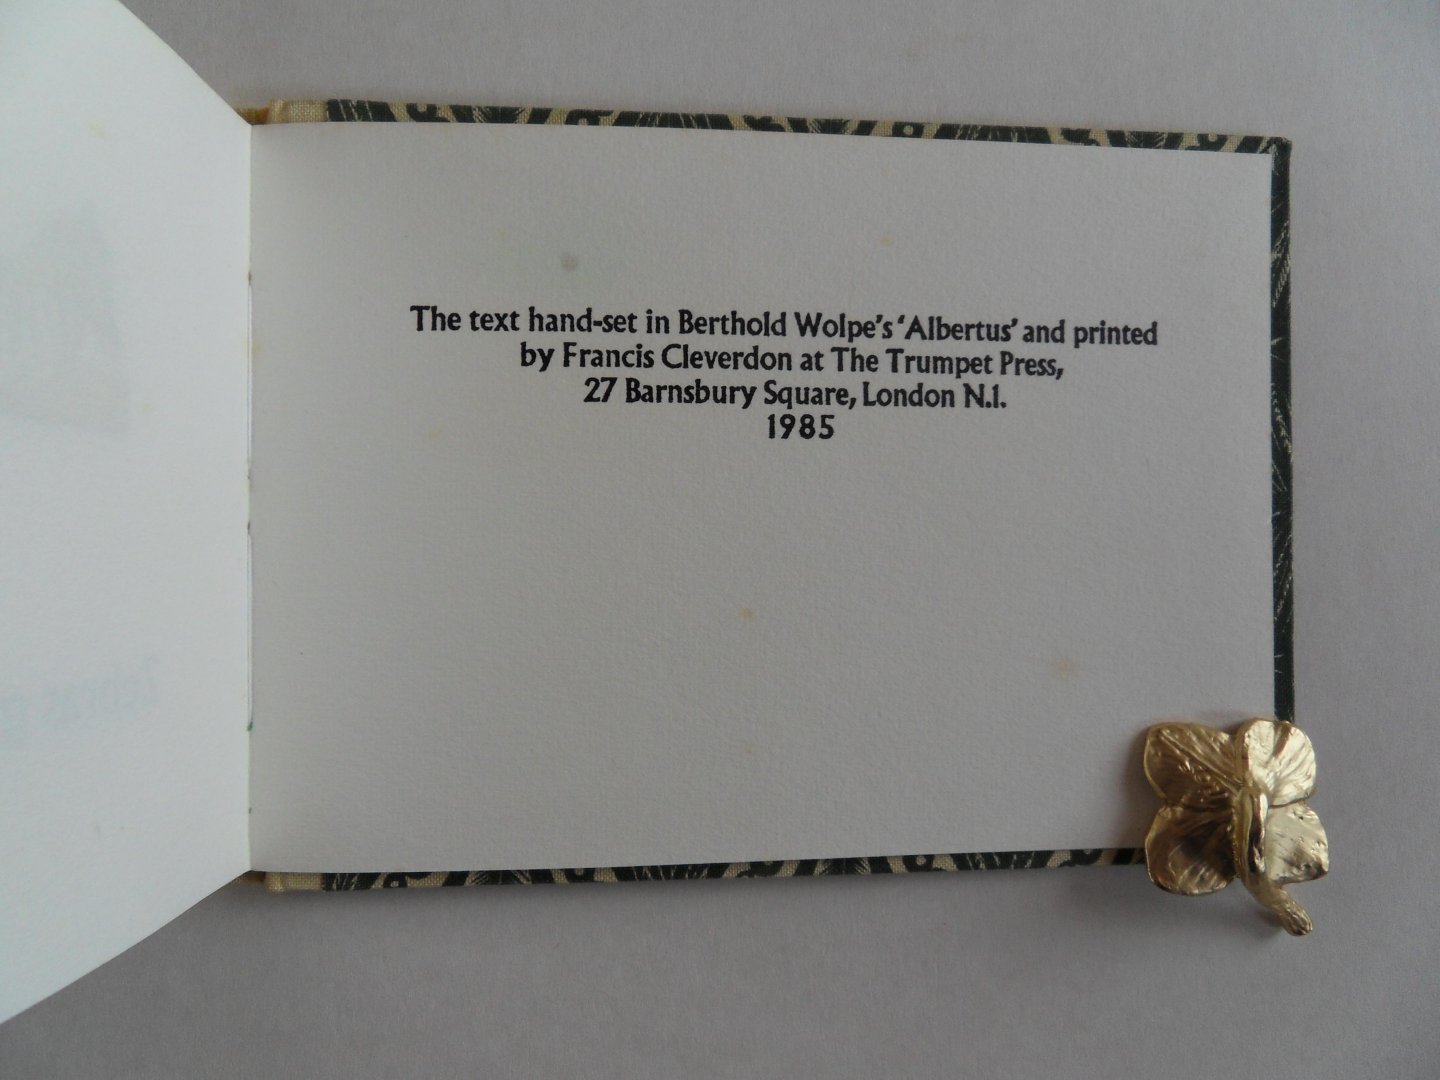 The text hand-set in Berthold Wolpe's 'Albertus' and printed
by Francis Cleverdon at The Trumpet Press,
27 Barnsbury Square, London N.1.
1985